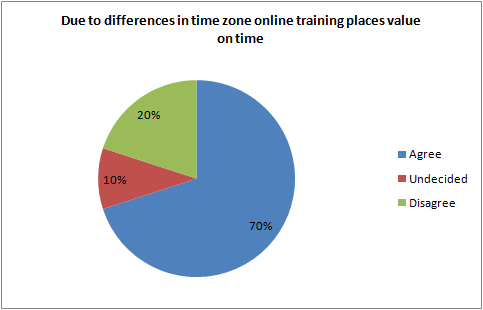 Due to differences in time zone online training places value
on time
20%
10%
70%
Agree
Undecided
Disagree